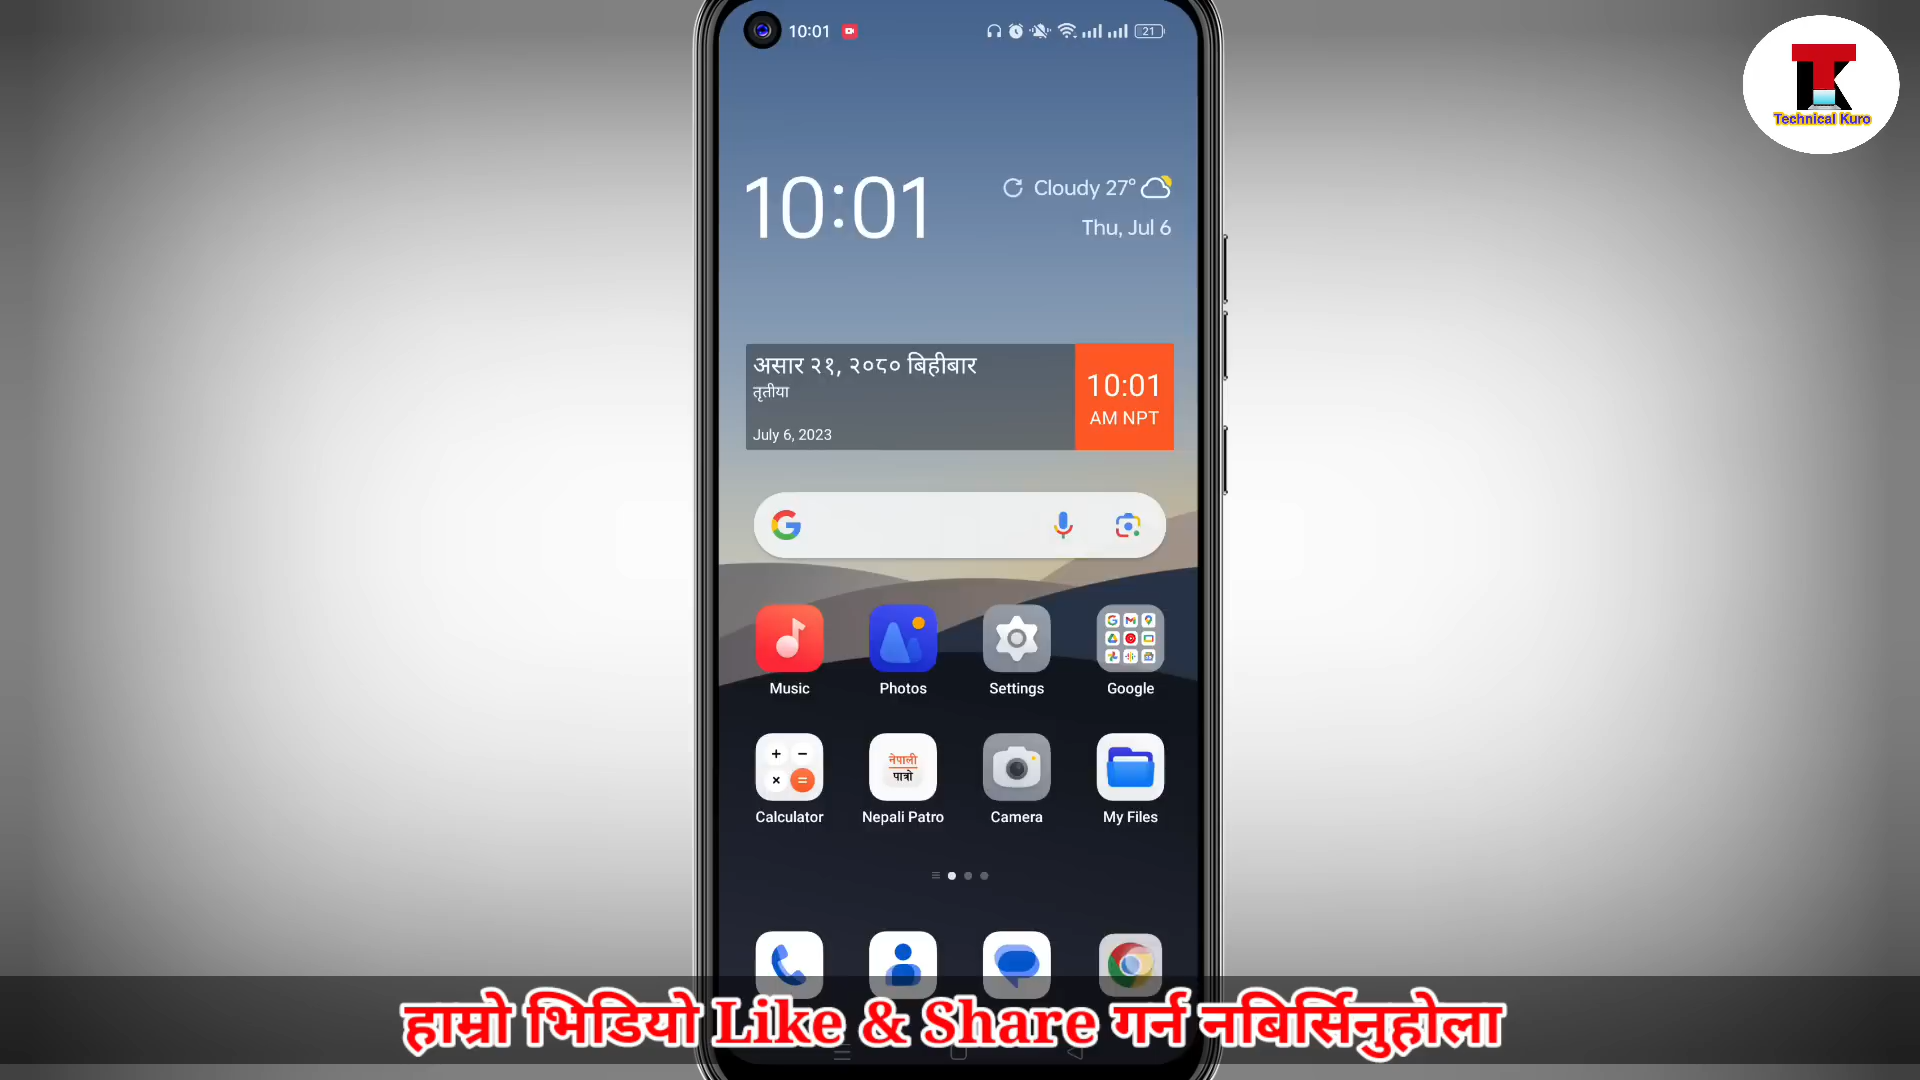 10:01
21
Technical Kuro
10:01
Cloudy 27°
Thu, Jul 6
असार २१, २०८० बिहीबार
तृतीया
July 6, 2023
10:01
AM NPT
Music
Photos
Settings
Google
नेपाली
पात्रो
Calculator
Nepali Patro
Camera
My Files
हाम्रो भिडियो Like & Share गर्न नबिर्सिनुहोला